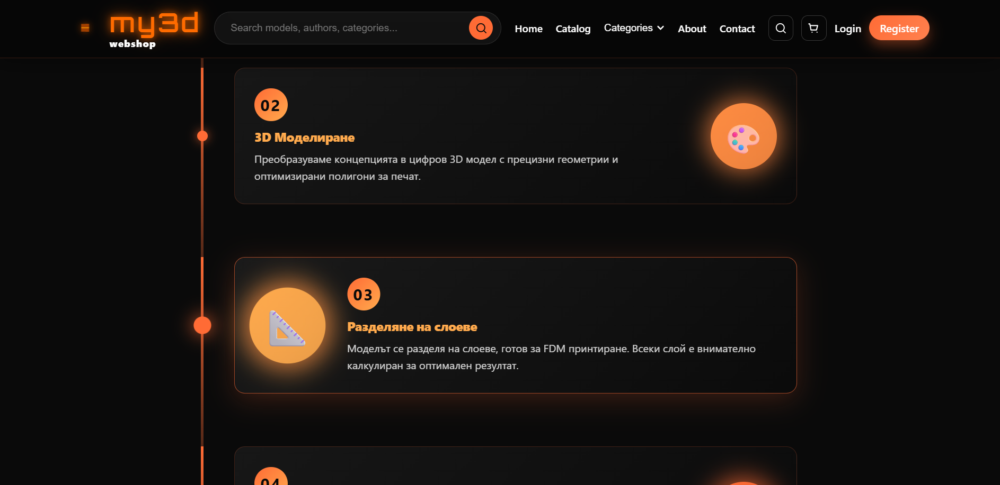 my3d
webshop
Search models, authors, categories...
Home
Catalog
Categories
About
Contact
Login
Register
02
3D Моделиране
Преобразуваме концепцията в цифров 3D модел с прецизни геометрии и
оптимизирани полигони за печат.
03
Разделяне на слоеве
Моделът се разделя на слоеве, готов за FDM принтиране. Всеки слой е внимателно
калкулиран за оптимален резултат.
04